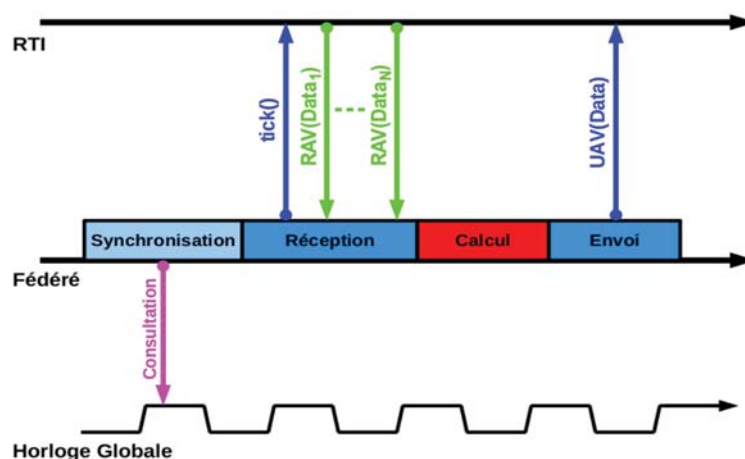 RTI
tick()
RAV(Data1)
RAV(DataN)
UAV(Data)
Synchronisation
Réception
Calcul
Envoi
Fédéré
Consultation
Horloge Globale